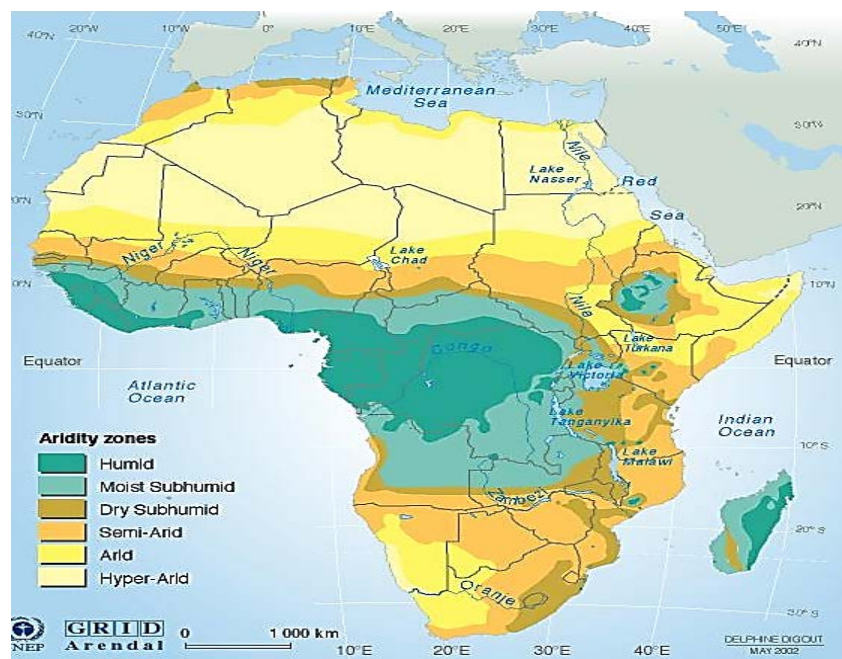 20°W
10°W
0°
10°E
20°E
30°E
40°E
50°E
40°N
40°N
Mediterranean
Sea
30°N
30°N
Nile
Lake
Nasser
Red
Sea
20°N
20°N
Niger
Niger
Lake
Chad
10°N
Nile
Lake
Turkana
Equator
Congo
Equator
Lake
Victoria
Atlantic
Ocean
Lake
Tanganyika
Indian
Ocean
Aridity zones
Humid
Moist Subhumid
Dry Subhumid
Semi-Arid
Arid
Hyper-Arid
10° S
Lake
Malawi
Zambezi
20° S
Oranje
30° S
UNEP
GRID
Arendal
0
1 000 km
10°E
20°E
30°E
40°E
DELPHINE DIGOUT
MAY 2002